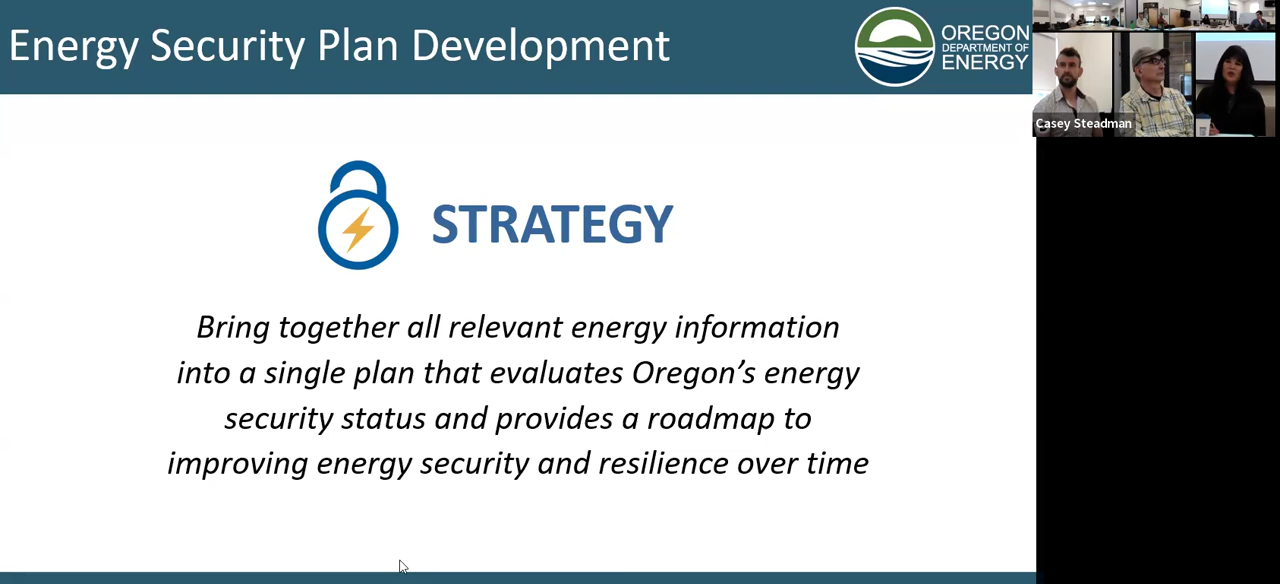 Energy Security Plan Development
OREGON
DEPARTMENT OF
ENERGY
Casey Steadman
STRATEGY
Bring together all relevant energy information
into a single plan that evaluates Oregon’s energy
security status and provides a roadmap to
improving energy security and resilience over time